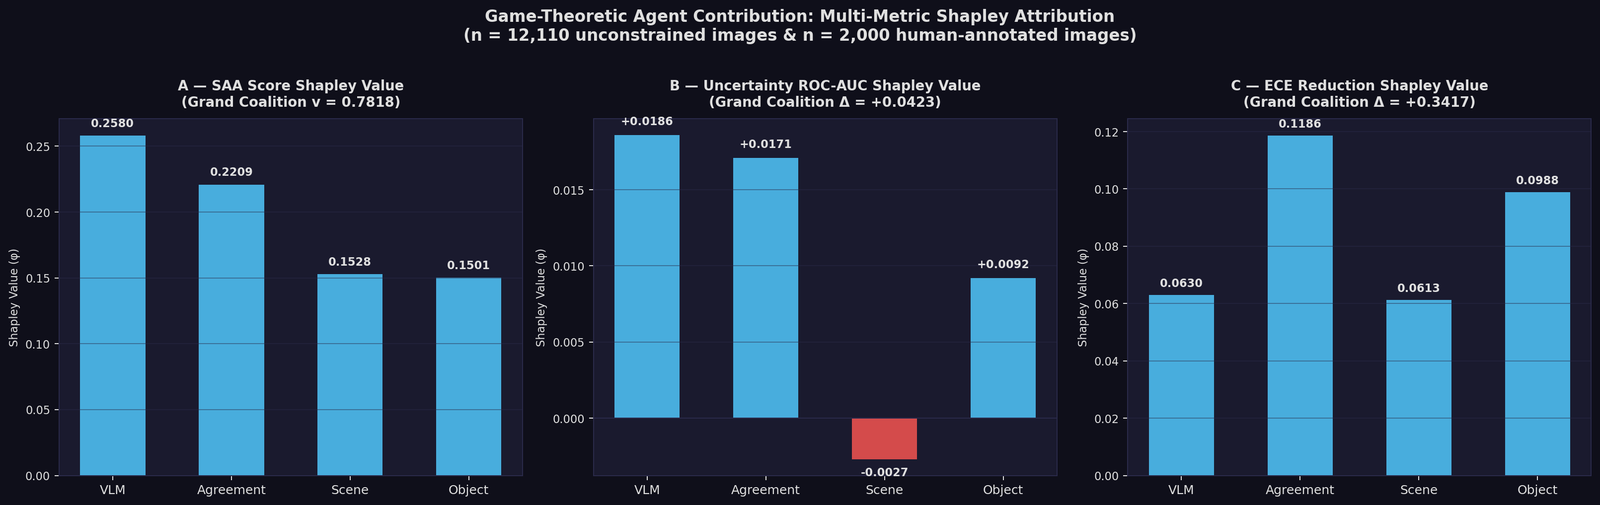 Game-Theoretic Agent Contribution: Multi-Metric Shapley Attribution
(n = 12,110 unconstrained images & n = 2,000 human-annotated images)
A — SAA Score Shapley Value
(Grand Coalition v = 0.7818)
Shapley Value (φ)
0.25
0.20
0.15
0.10
0.05
0.00
0.2580
0.2209
0.1528
0.1501
VLM
Agreement
Scene
Object
B — Uncertainty ROC-AUC Shapley Value
(Grand Coalition Δ = +0.0423)
Shapley Value (φ)
0.015
0.010
0.005
0.000
+0.0186
+0.0171
-0.0027
+0.0092
VLM
Agreement
Scene
Object
C — ECE Reduction Shapley Value
(Grand Coalition Δ = +0.3417)
Shapley Value (φ)
0.12
0.10
0.08
0.06
0.04
0.02
0.00
0.0630
0.1186
0.0613
0.0988
VLM
Agreement
Scene
Object